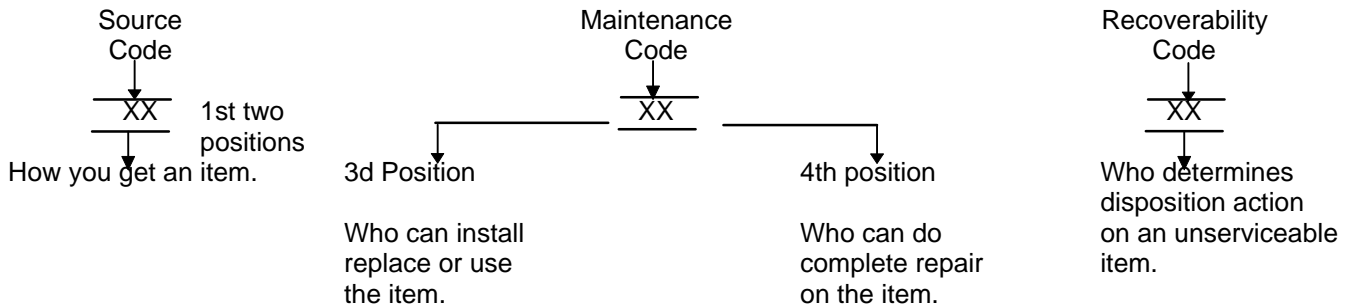 Source
Code
XX
1st two
positions
How you get an item.
Maintenance
Code
XX
3d Position
Who can install
replace or use
the item.
4th position
Who can do
complete repair
on the item.
Recoverability
Code
XX
Who determines
disposition action
on an unserviceable
item.